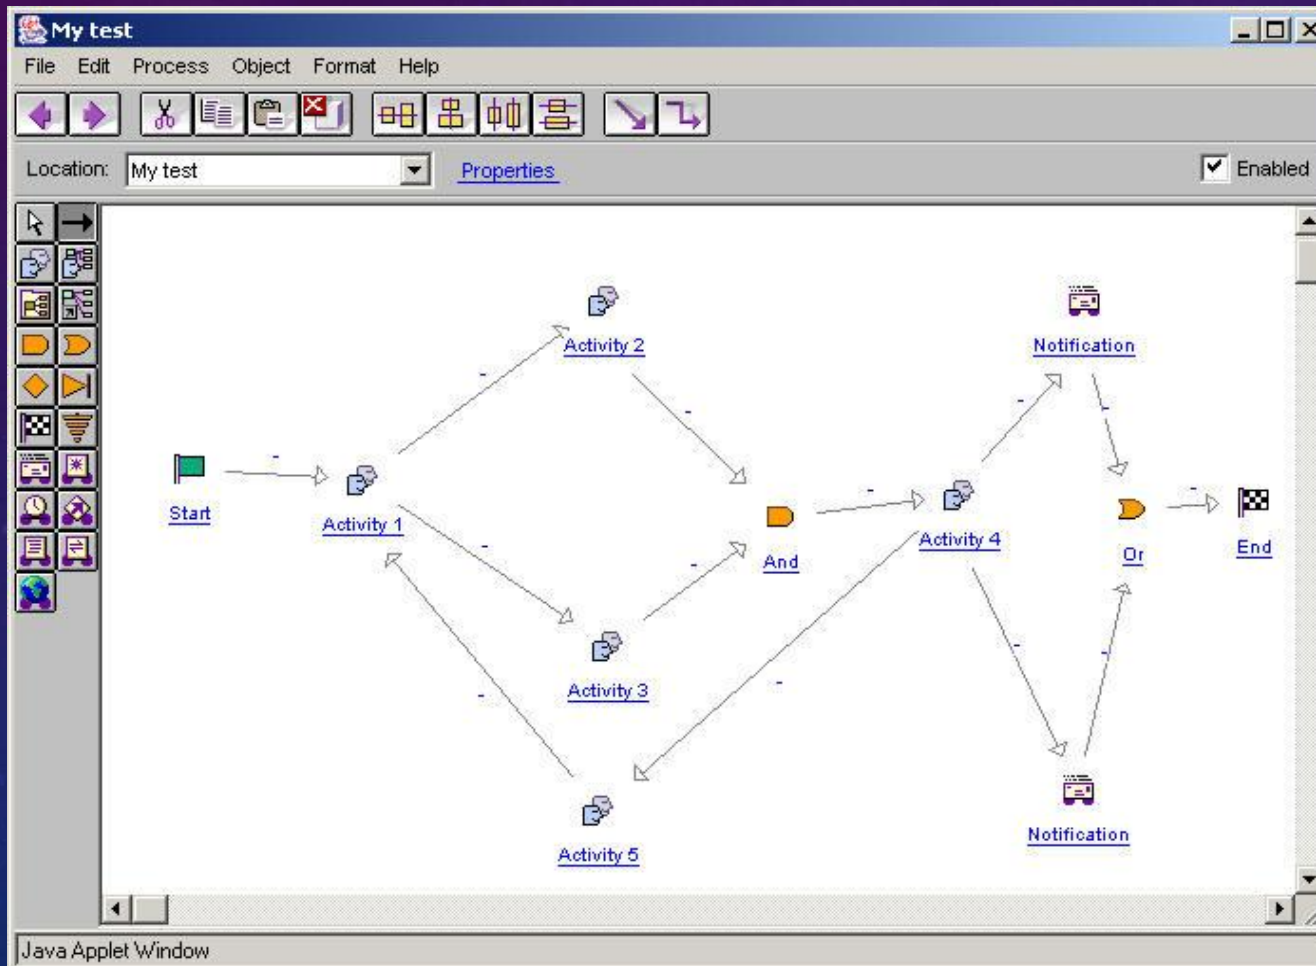 My test
File Edit Process Object Format Help
Location: My test Properties Enabled
Activity 2
Notification
Start
Activity 1
And
Activity 4
Or
End
Activity 3
Notification
Activity 5
Java Applet Window